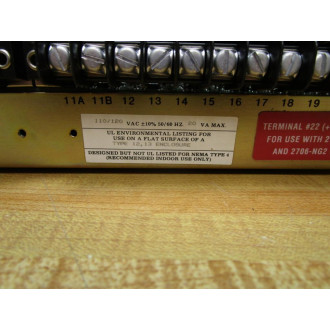 11A 11B 12 13 14 15 16 17 18 19
110/120 VAC ±10% 50/60 HZ. VA MAX.
UL ENVIRONMENTAL LISTING FOR
USE ON A FLAT SURFACE OF A
TYPE 12,13 ENCLOSURE
DESIGNED BUT NOT UL LISTED FOR NEMA TYPE 4
(RECOMMENDED INDOOR USE ONLY)
TERMINAL #22 (+
FOR USE WITH 2
AND 2706-NG2